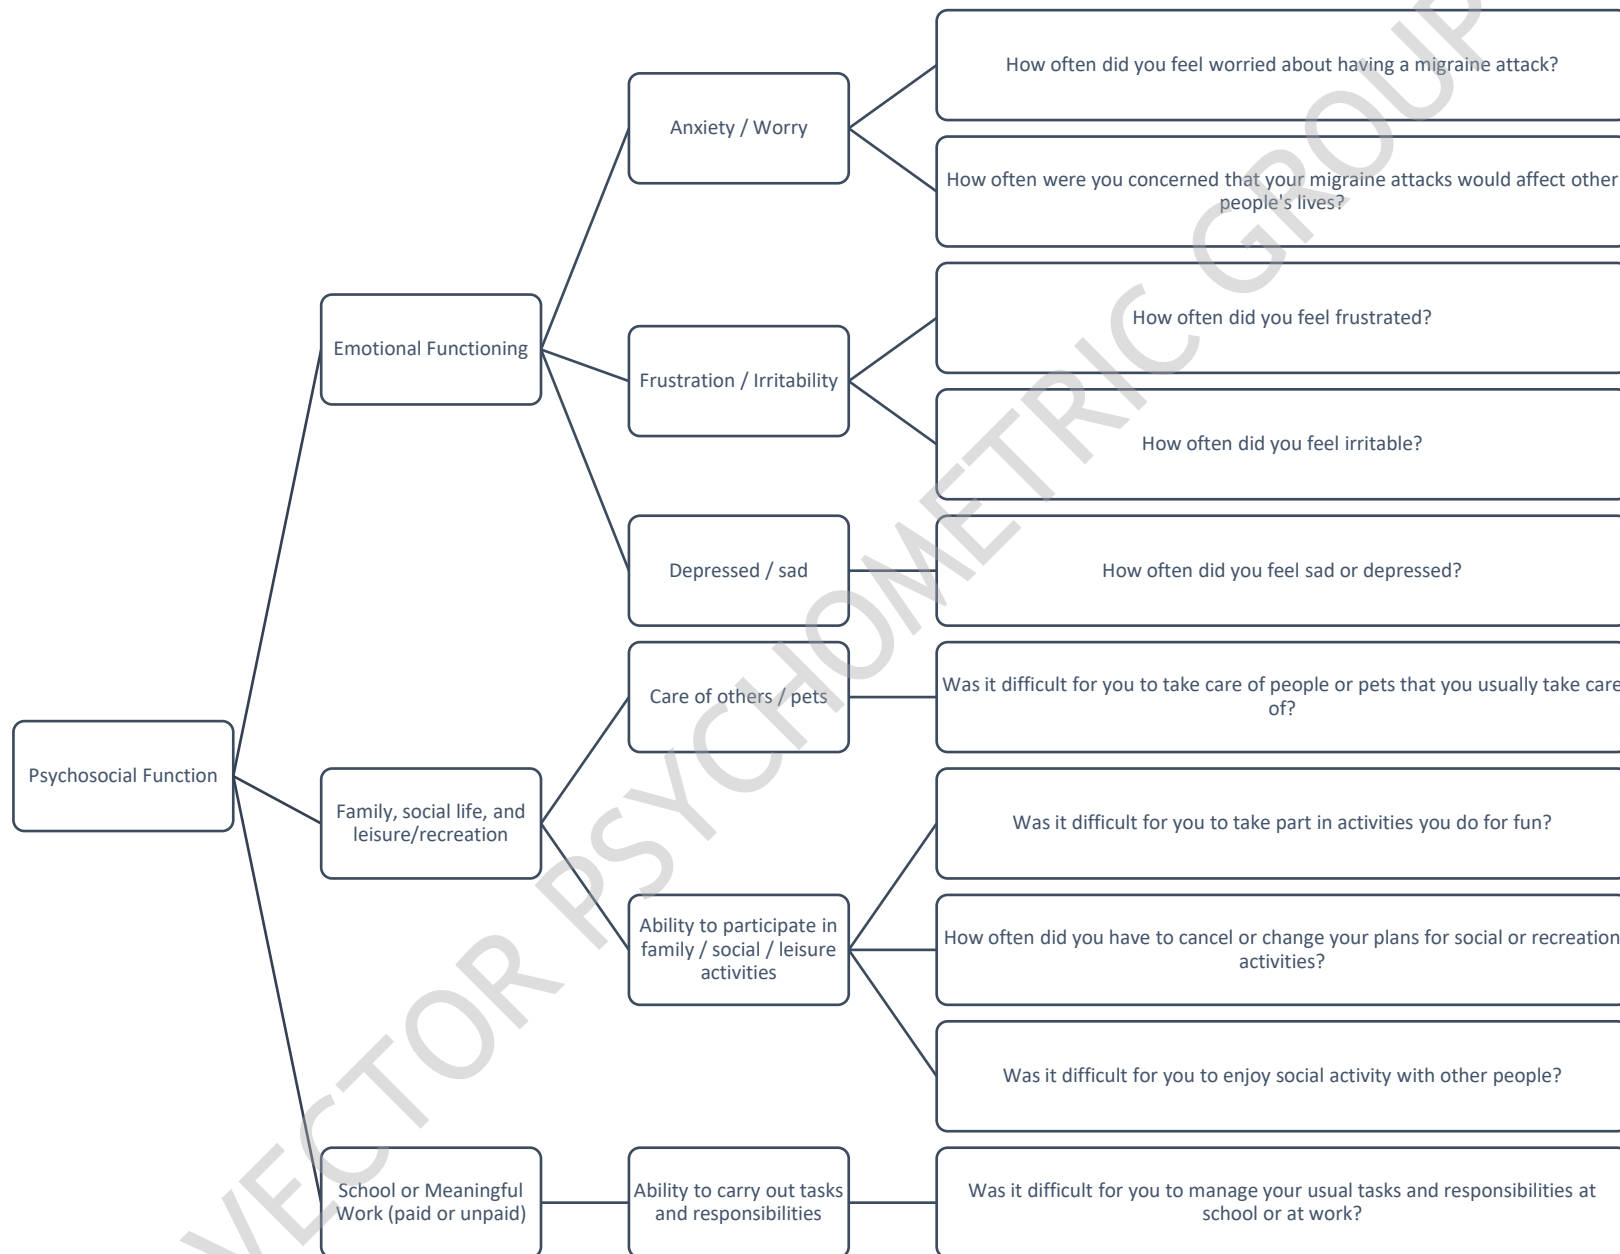 How often did you feel worried about having a migraine attack?
Anxiety / Worry
How often were you concerned that your migraine attacks would affect other
people's lives?
How often did you feel frustrated?
Emotional Functioning
Frustration / Irritability
How often did you feel irritable?
Depressed / sad
How often did you feel sad or depressed?
Care of others / pets
Was it difficult for you to take care of people or pets that you usually take care
of?
Psychosocial Function
Family, social life, and
leisure/recreation
Was it difficult for you to take part in activities you do for fun?
Ability to participate in
family / social / leisure
activities
How often did you have to cancel or change your plans for social or recreation
activities?
Was it difficult for you to enjoy social activity with other people?
School or Meaningful
Work (paid or unpaid)
Ability to carry out tasks
and responsibilities
Was it difficult for you to manage your usual tasks and responsibilities at
school or at work?
VECTOR PSYCHOMETRIC GROUP